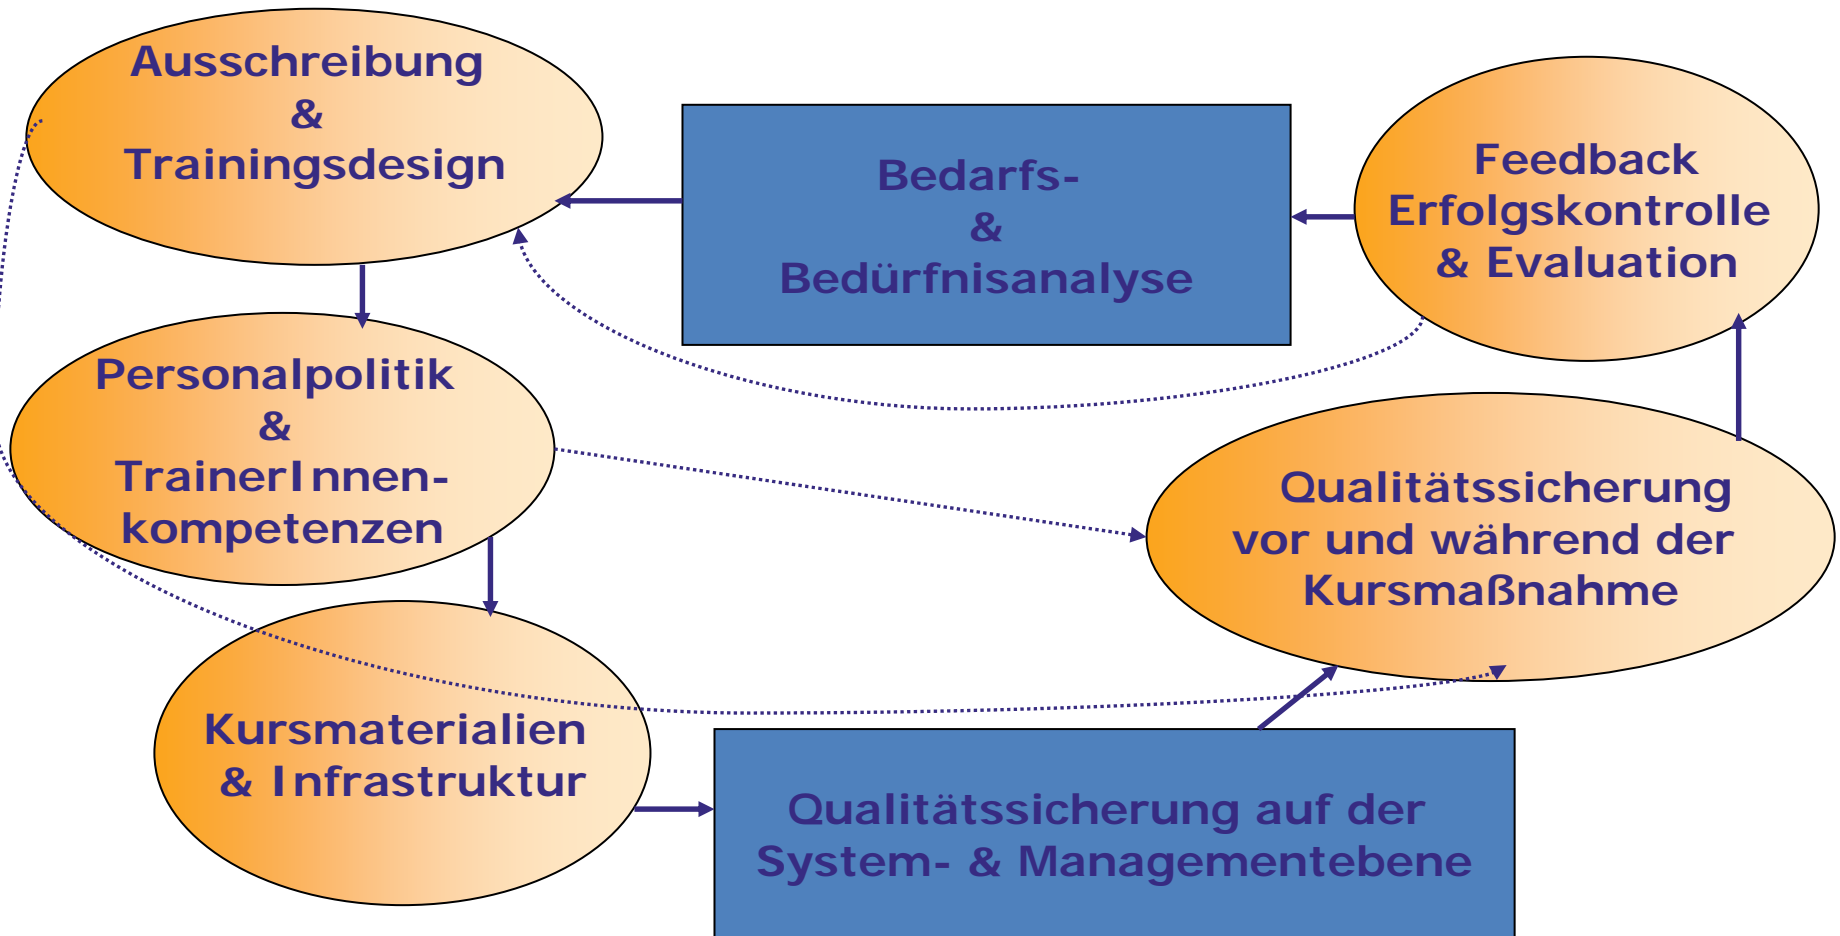 Ausschreibung
&
Trainingsdesign
Bedarfs-
&
Bedürfnisanalyse
Feedback
Erfolgskontrolle
& Evaluation
Personalpolitik
&
TrainerInnen-
kompetenzen
Qualitätssicherung
vor und während der
Kursmaßnahme
Kursmaterialien
& Infrastruktur
Qualitätssicherung auf der
System- & Managementebene